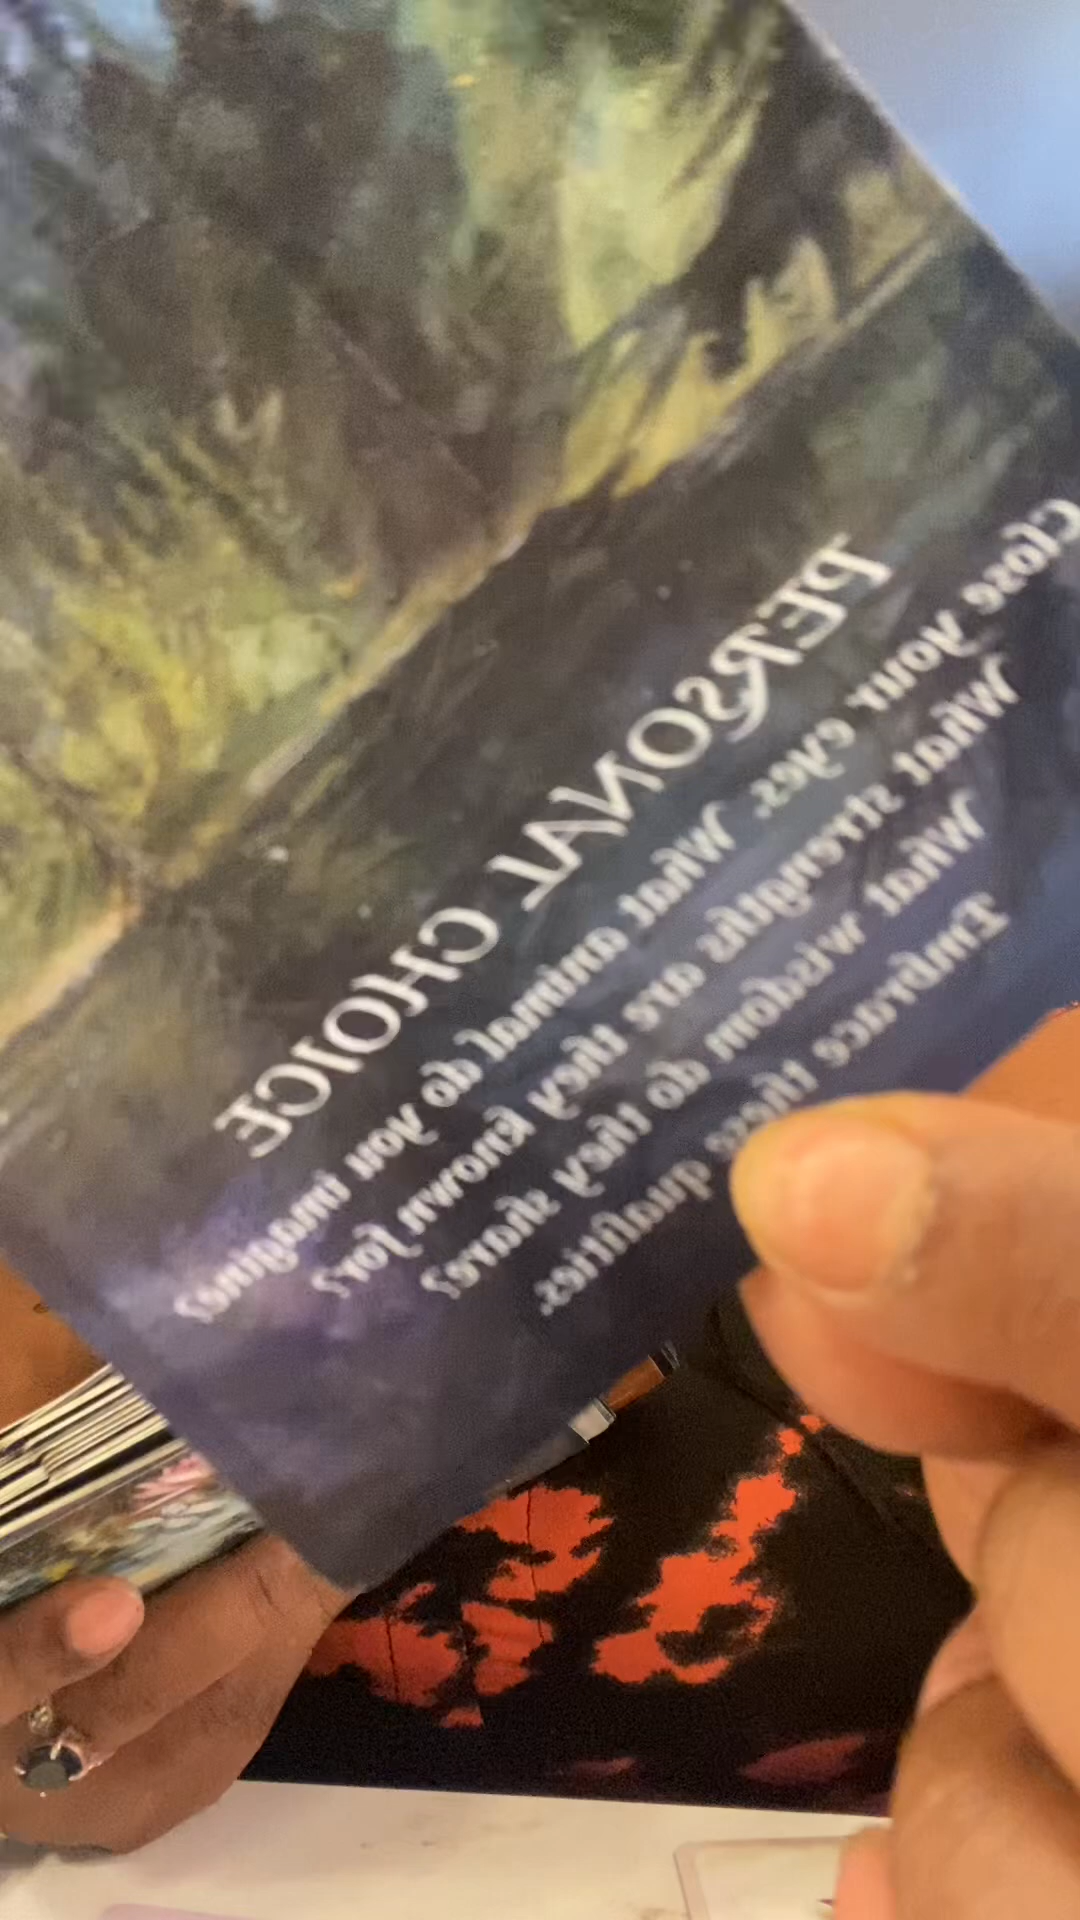 PERSONAL CHOICE
Close your eyes. What animal do you imagine?
What strengths are they known for?
What wisdom do they share?
Embrace these qualities.